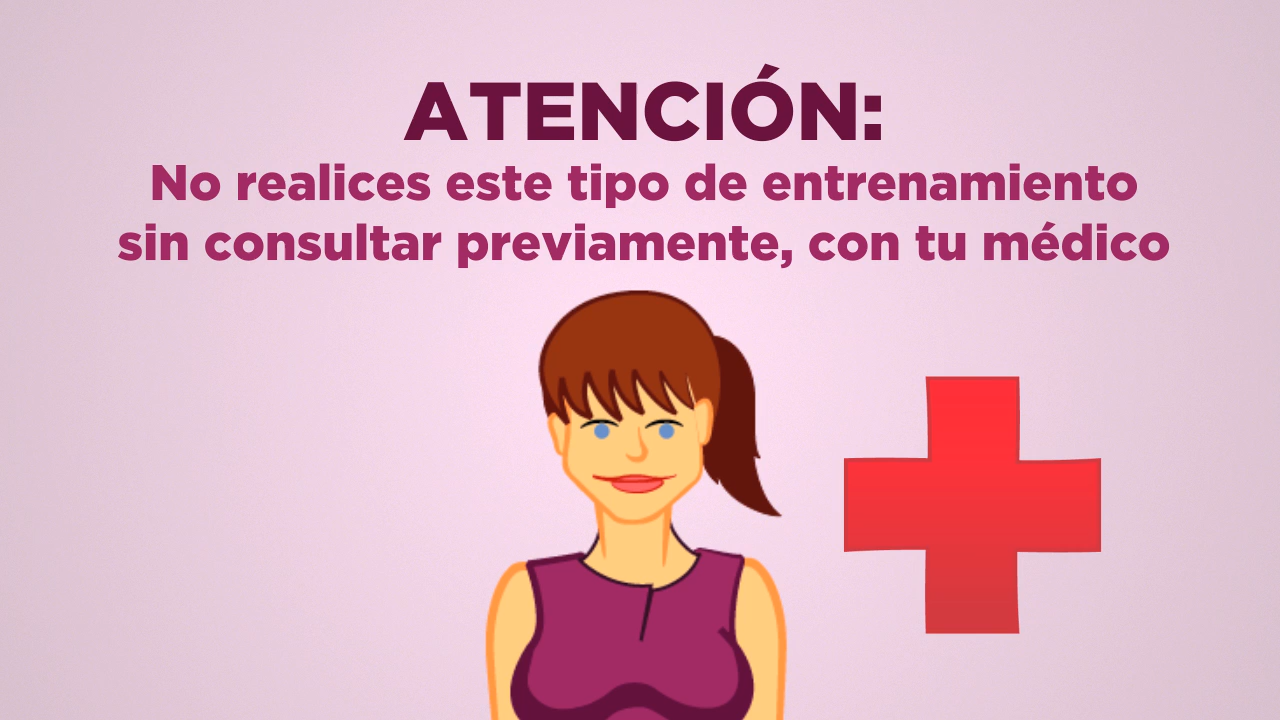 ATENCIÓN:
No realices este tipo de entrenamiento
sin consultar previamente, con tu médico